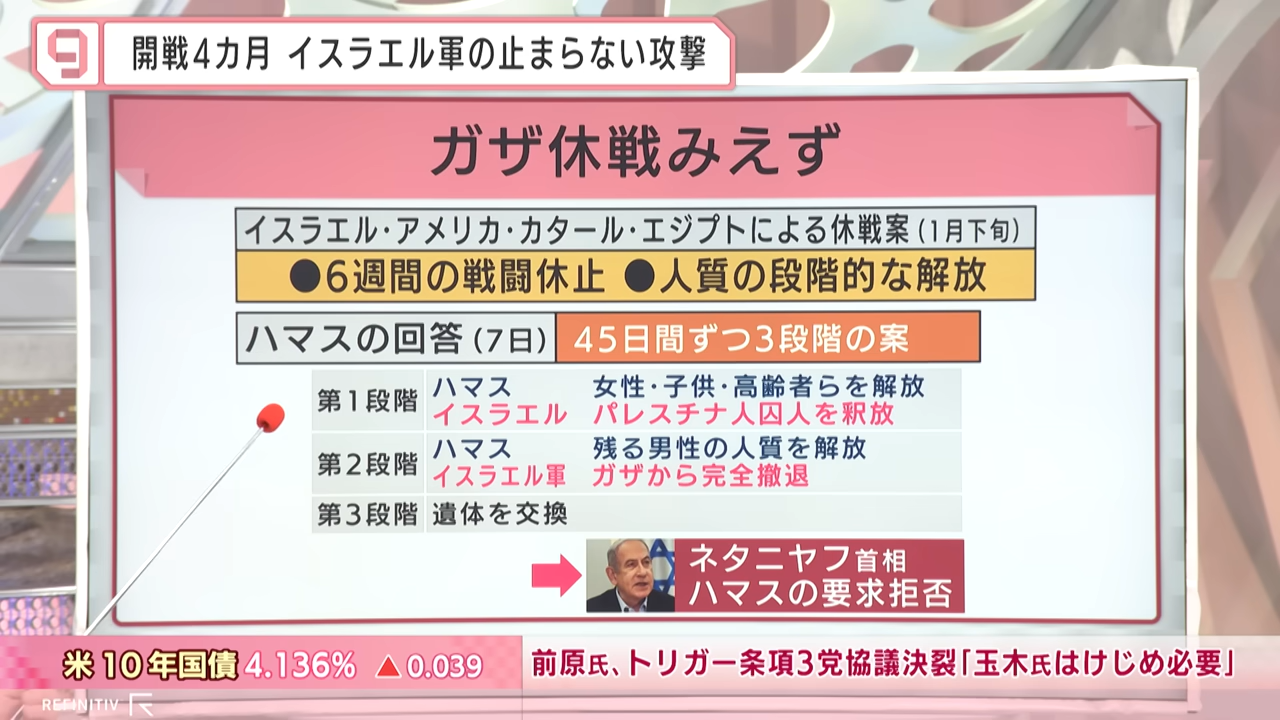 9
開戦4カ月 イスラエル軍の止まらない攻撃
ガザ休戦みえず
イスラエル・アメリカ・カタール・エジプトによる休戦案(1月下旬)
●6週間の戦闘休止 ●人質の段階的な解放
ハマスの回答(7日) 45日間ずつ3段階の案
第1段階 ハマス 女性・子供・高齢者らを解放
イスラエル パレスチナ人囚人を釈放
第2段階 ハマス 残る男性の人質を解放
イスラエル軍 ガザから完全撤退
第3段階 遺体を交換
ネタニヤフ首相
ハマスの要求拒否
米10年国債 4.136% ▲0.039
前原氏、トリガー条項3党協議決裂「玉木氏はけじめ必要」
REFINITIV